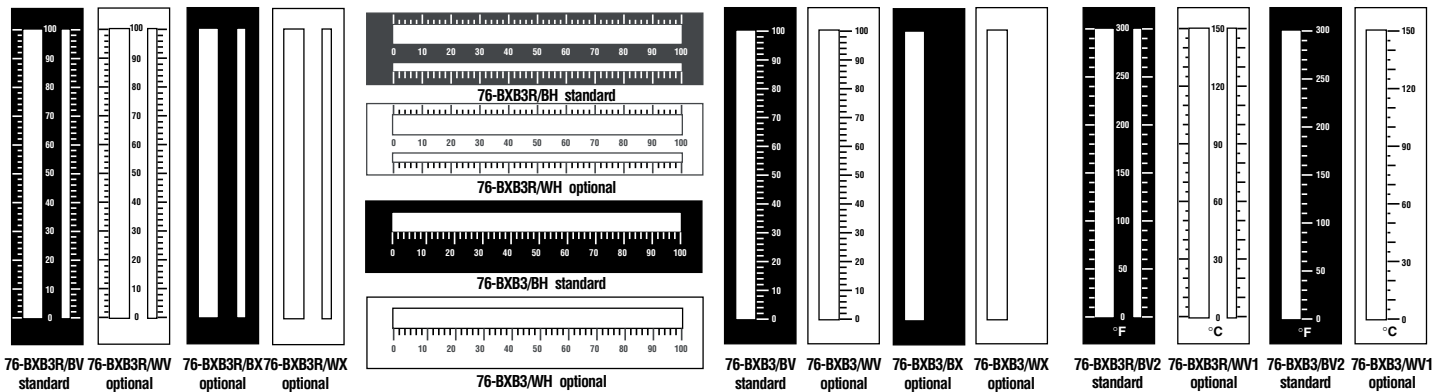 100
90
80
70
60
50
40
30
20
10
0
76-BXB3R/BV
standard
100
90
80
70
60
50
40
30
20
10
0
76-BXB3R/WV
optional
76-BXB3R/BX
optional
76-BXB3R/WX
optional
0 10 20 30 40 50 60 70 80 90 100
76-BXB3R/BH standard
0 10 20 30 40 50 60 70 80 90 100
76-BXB3R/WH optional
0 10 20 30 40 50 60 70 80 90 100
76-BXB3/BH standard
0 10 20 30 40 50 60 70 80 90 100
76-BXB3/WH optional
100
90
80
70
60
50
40
30
20
10
0
76-BXB3/BV
standard
100
90
80
70
60
50
40
30
20
10
0
76-BXB3/WV
optional
76-BXB3/BX
optional
76-BXB3/WX
optional
300
250
200
150
100
50
0
°F
76-BXB3R/BV2
standard
150
120
90
60
30
0
°C
76-BXB3R/WV1
optional
300
250
200
150
100
50
0
°F
76-BXB3/BV2
standard
150
120
90
60
30
0
°C
76-BXB3/WV1
optional